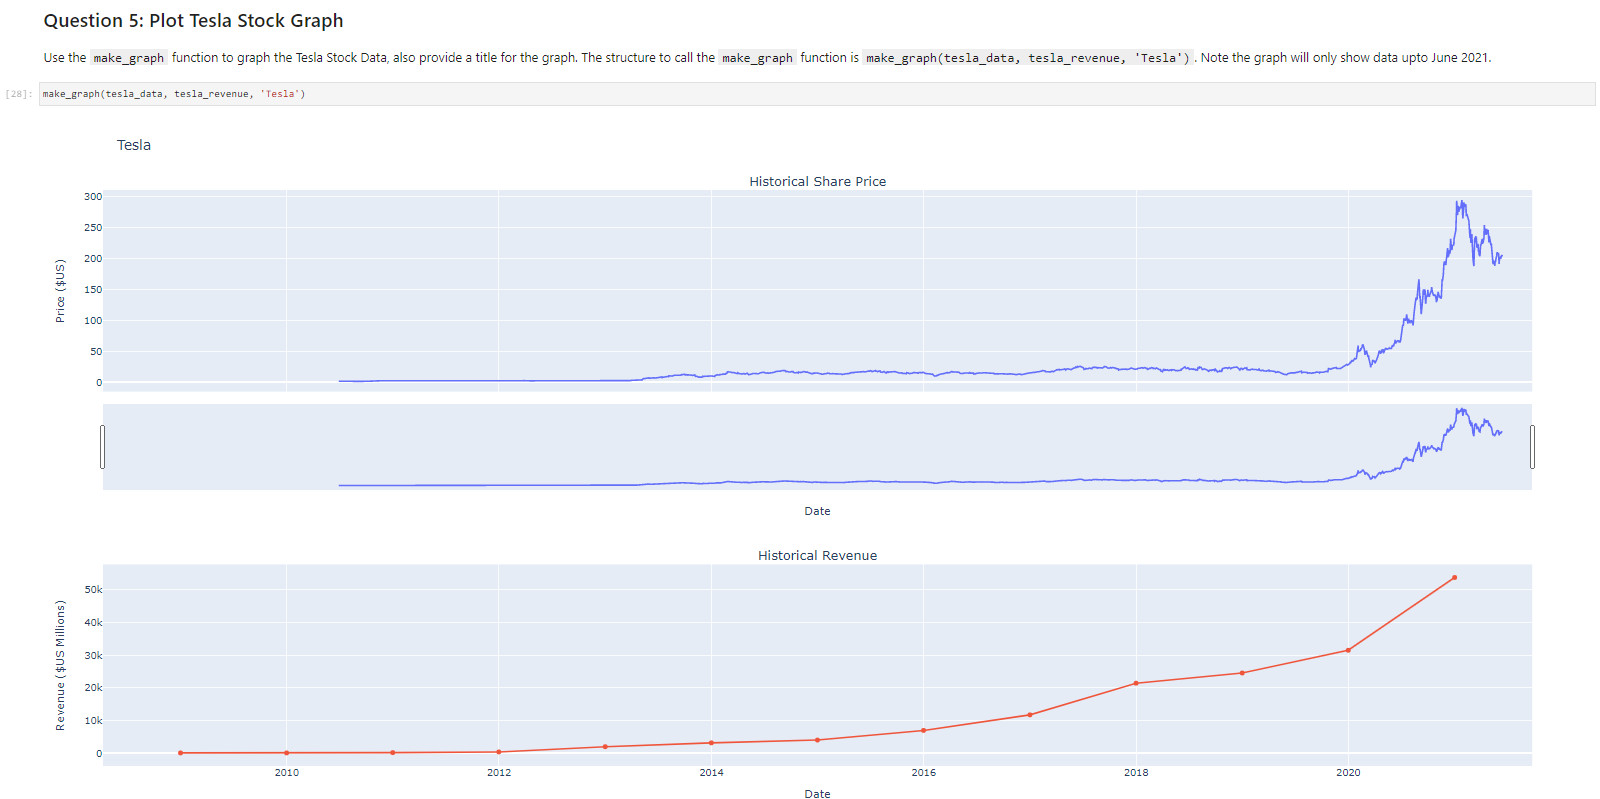 Question 5: Plot Tesla Stock Graph
Use the make_graph function to graph the Tesla Stock Data, also provide a title for the graph. The structure to call the make_graph function is make_graph(tesla_data, tesla_revenue, 'Tesla'). Note the graph will only show data upto June 2021.
[28]: make_graph(tesla_data, tesla_revenue, 'Tesla')
Tesla
Historical Share Price
300
250
200
150
100
50
0
Price ($US)
Date
Historical Revenue
50k
40k
30k
20k
10k
0
Revenue ($US Millions)
2010 2012 2014 2016 2018 2020
Date